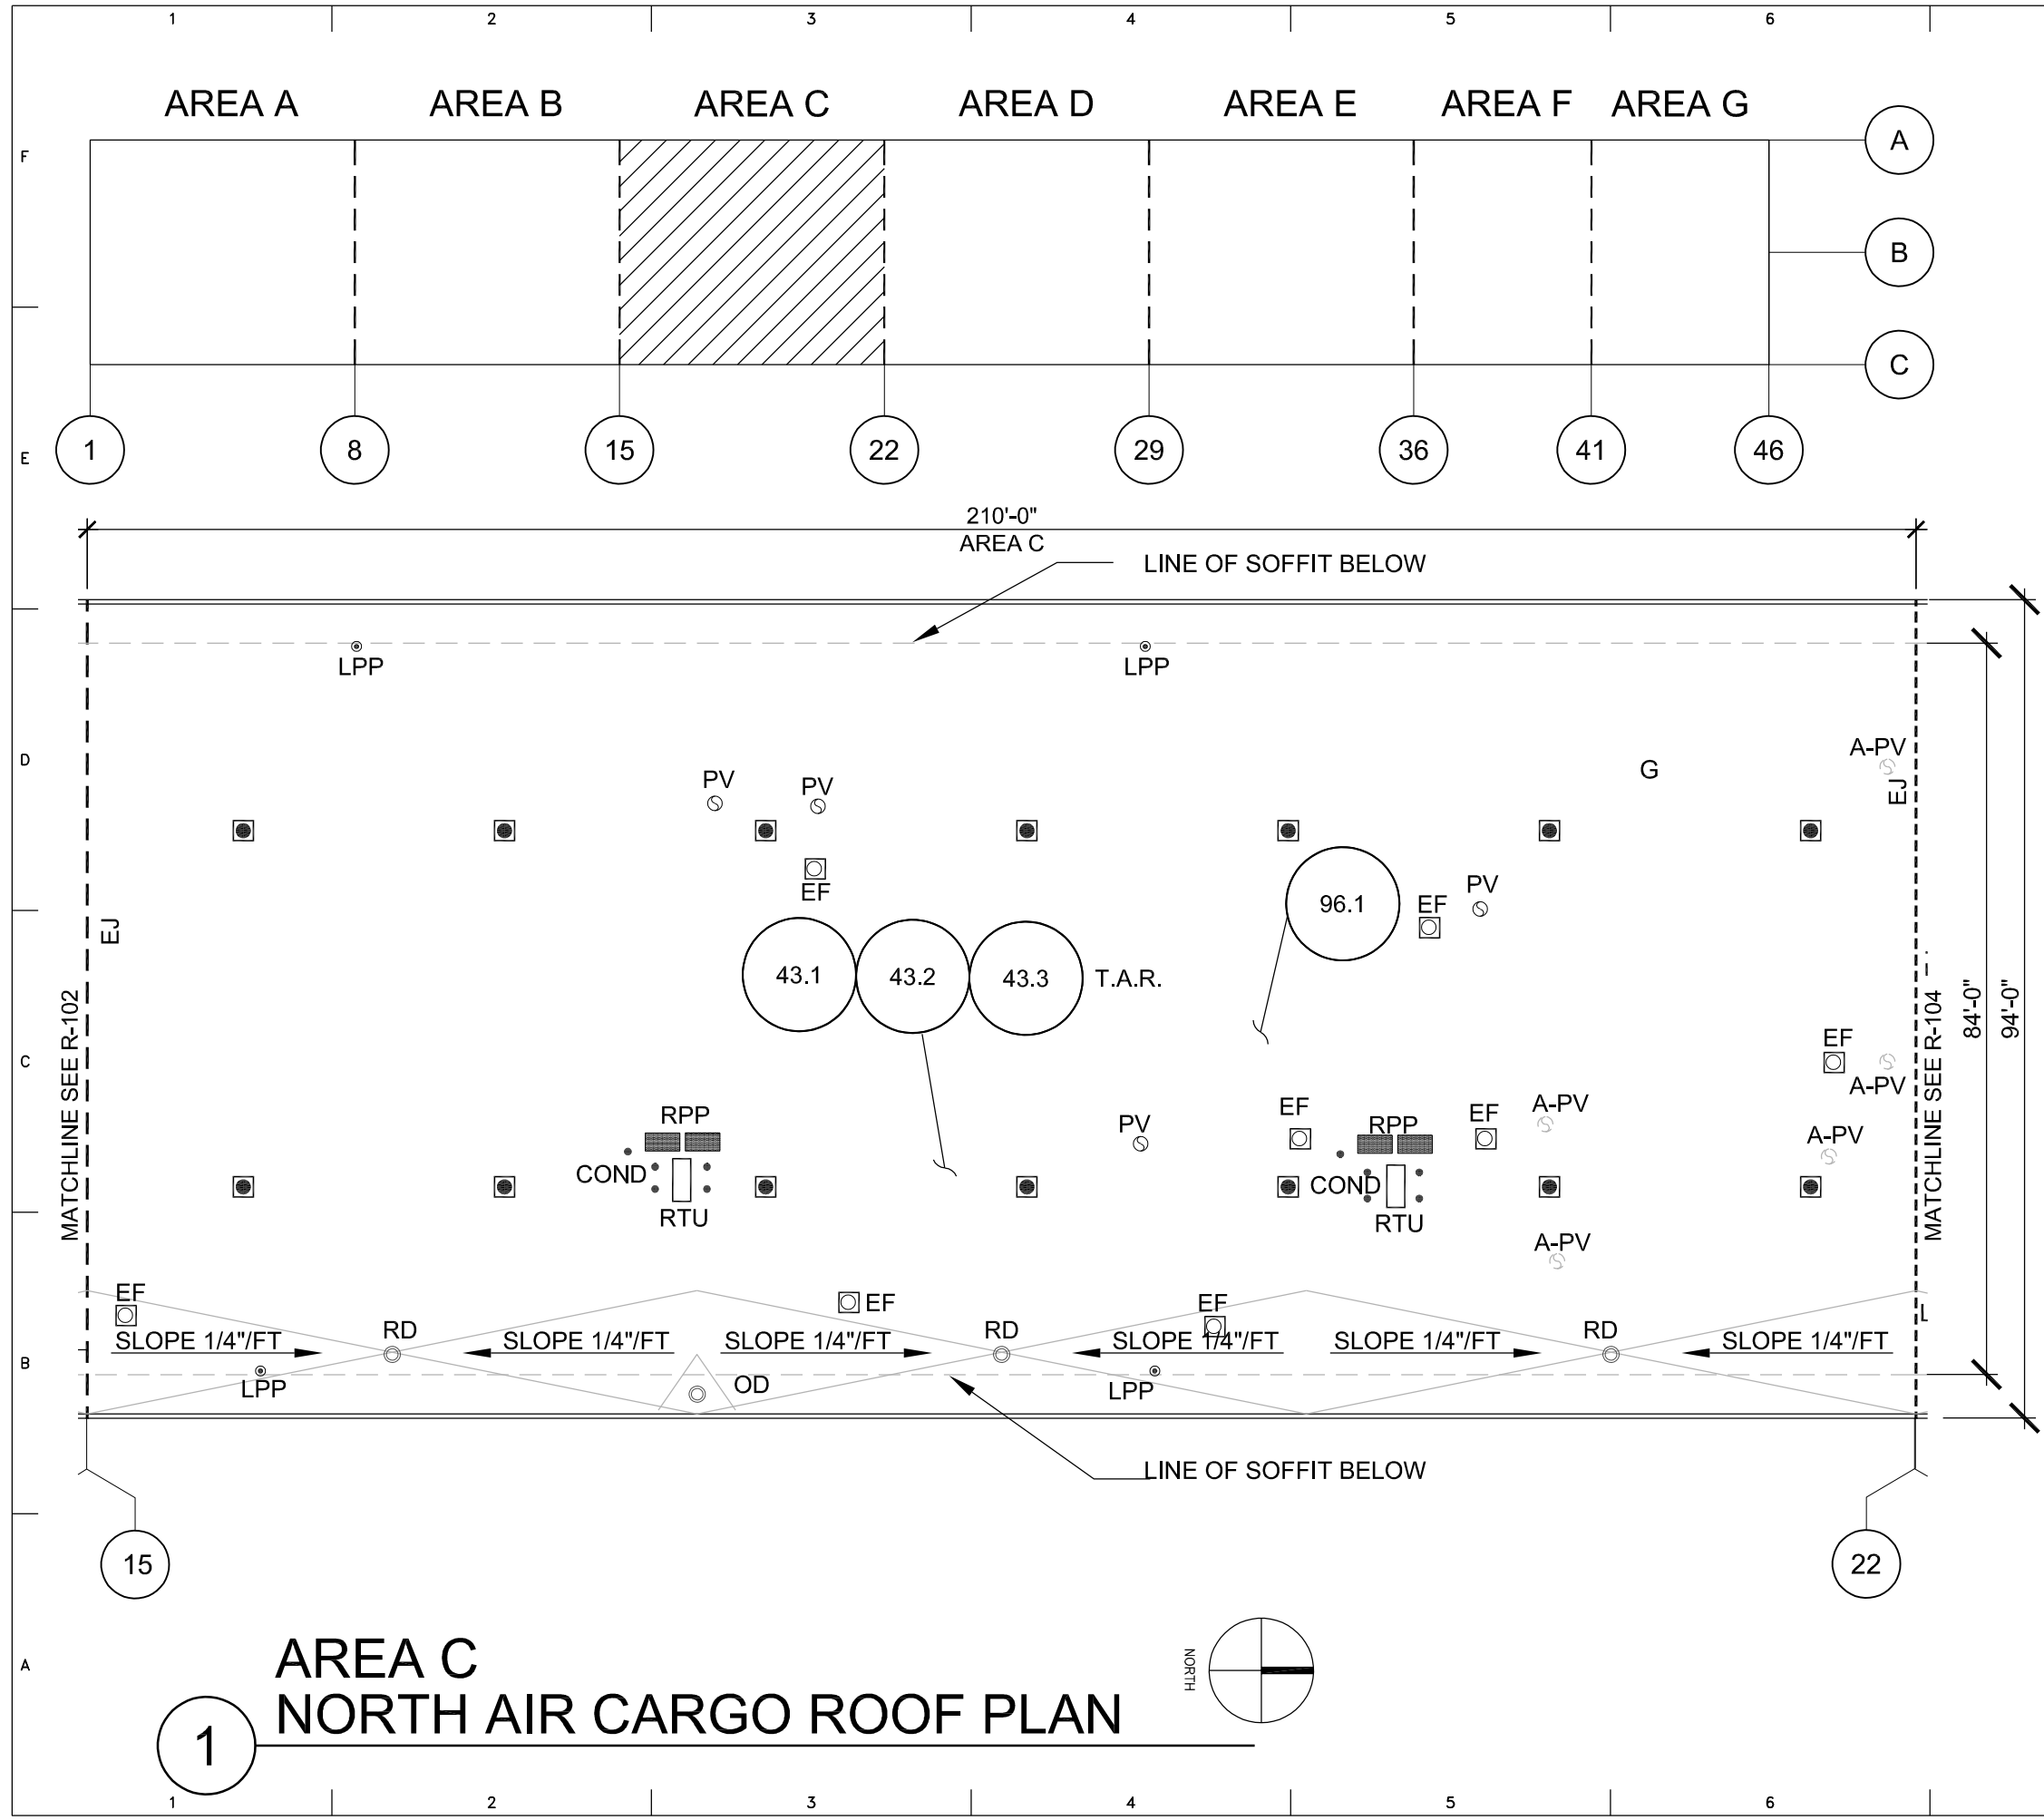 1 2 3 4 5 6
AREA A AREA B AREA C AREA D AREA E AREA F AREA G
A
F
B
C
1 8 15 22 29 36 41 46
E
210'-0"
AREA C
LINE OF SOFFIT BELOW
LPP LPP
A-PV
D
G
PV PV
EJ
EF
PV
EF
96.1
EJ
43.1 43.2 43.3 T.A.R.
MATCHLINE SEE R-102
MATCHLINE SEE R-104
84'-0"
94'-0"
C
EF
A-PV
RPP PV EF RPP EF A-PV
A-PV
COND COND
RTU RTU
A-PV
EF EF EF
RD RD RD
SLOPE 1/4"/FT SLOPE 1/4"/FT SLOPE 1/4"/FT SLOPE 1/4"/FT SLOPE 1/4"/FT SLOPE 1/4"/FT
B
LPP OD LPP
LINE OF SOFFIT BELOW
15 22
A
AREA C
NORTH
1 NORTH AIR CARGO ROOF PLAN
1 2 3 4 5 6